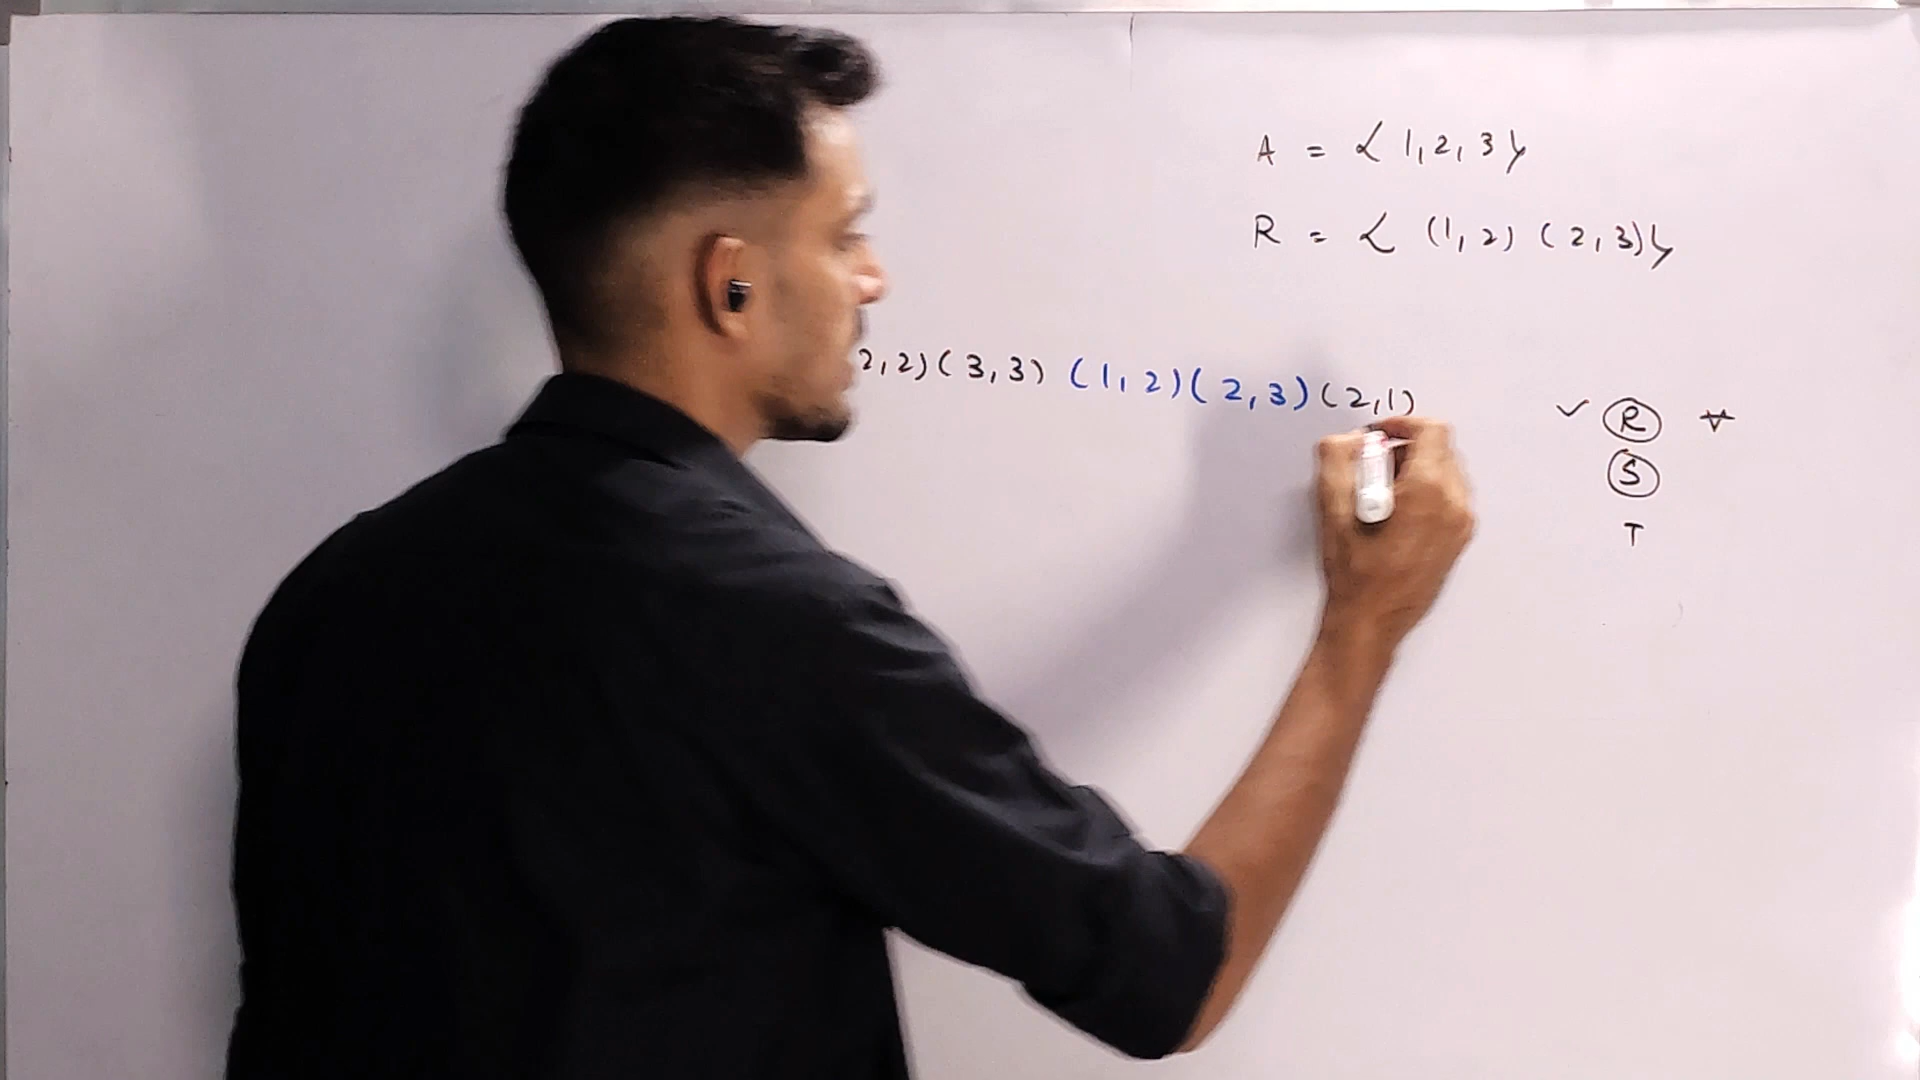 A = { 1, 2, 3 }
R = { (1, 2) (2, 3) }
2, 2) (3, 3) (1, 2) (2, 3) (2, 1)
✓ R ∀
S
T